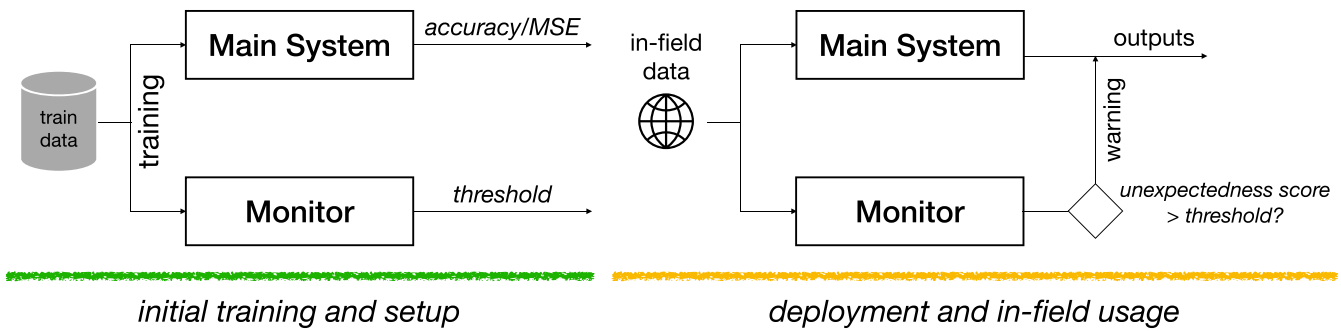 Main System
accuracy/MSE
train
data
training
Monitor
threshold
initial training and setup
in-field
data
Main System
outputs
warning
Monitor
unexpectedness score
> threshold?
deployment and in-field usage